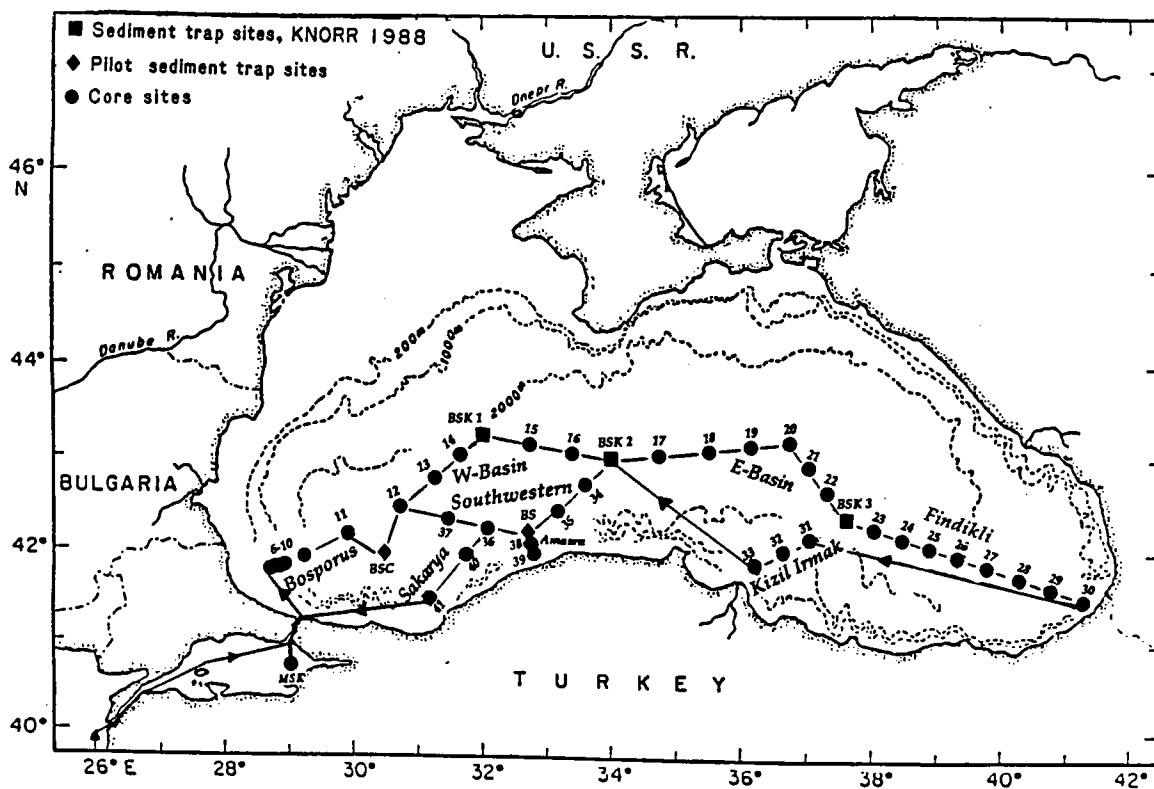 ■ Sediment trap sites, KNORR 1988
♦ Pilot sediment trap sites
● Core sites
U. S. S. R.
Dnepr R.
46°
N
ROMANIA
44°
Danube R.
200m
1000m
2000m
BSK 1
15
16
BSK 2
17
18
19
20
21
22
BSK 3
23
24
25
26
27
28
29
30
Findikli
E-Basin
14
13
12
W-Basin
Southwestern
34
35
BULGARIA
42°
11
6-10
Bosporus
BSC
37
36
BS
38
39
Amasra
40
41
Sakarya
31
32
33
Kizil Irmak
MSK
TURKEY
40°
26° E
28°
30°
32°
34°
36°
38°
40°
42°